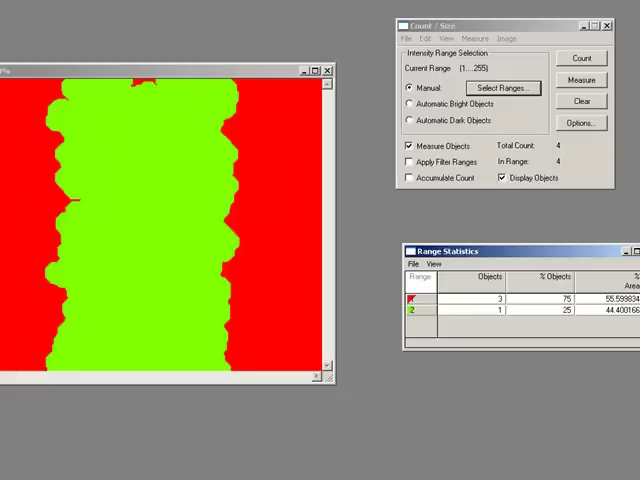 Count / Size
File Edit View Measure Image
Intensity Range Selection
Current Range (1....255)
Manual:
Select Ranges...
Automatic Bright Objects
Automatic Dark Objects
Count
Measure
Clear
Options...
Measure Objects Total Count: 4
Apply Filter Ranges In Range: 4
Accumulate Count Display Objects
Range Statistics
File View
Range Objects % Objects % Area
3 75 55.599834
2 1 25 44.400166